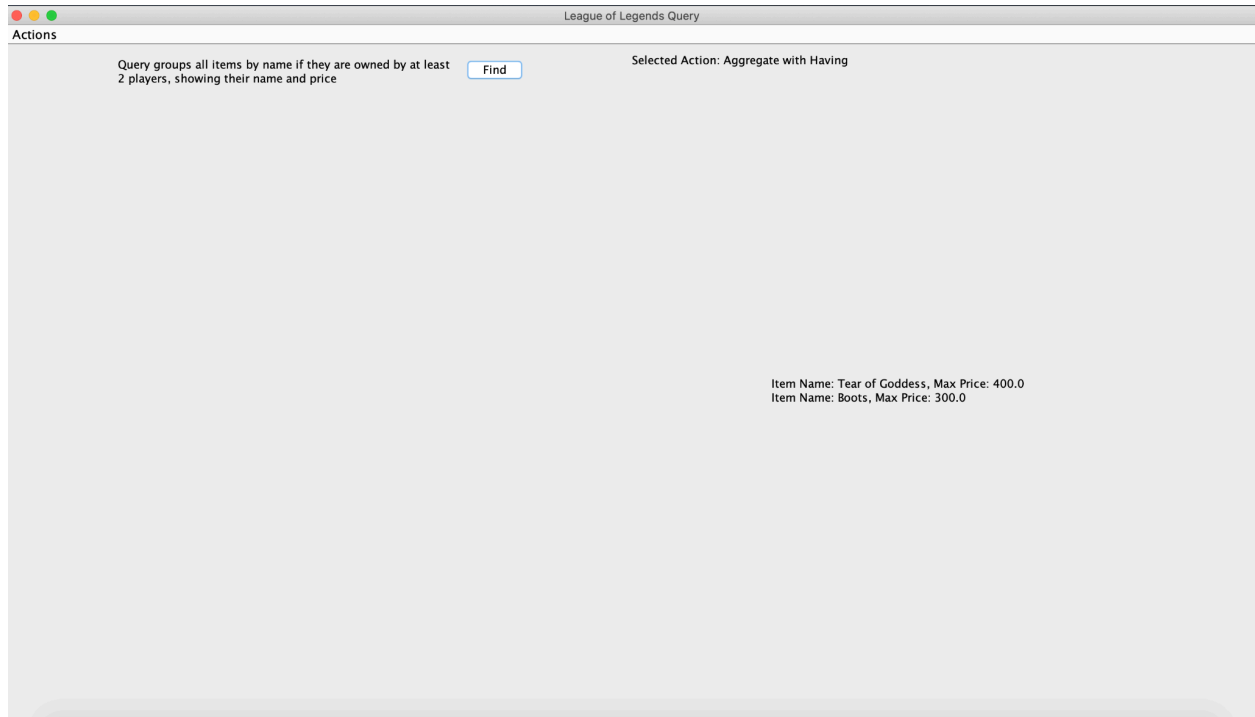 League of Legends Query
Actions
Query groups all items by name if they are owned by at least
2 players, showing their name and price
Find
Selected Action: Aggregate with Having
Item Name: Tear of Goddess, Max Price: 400.0
Item Name: Boots, Max Price: 300.0